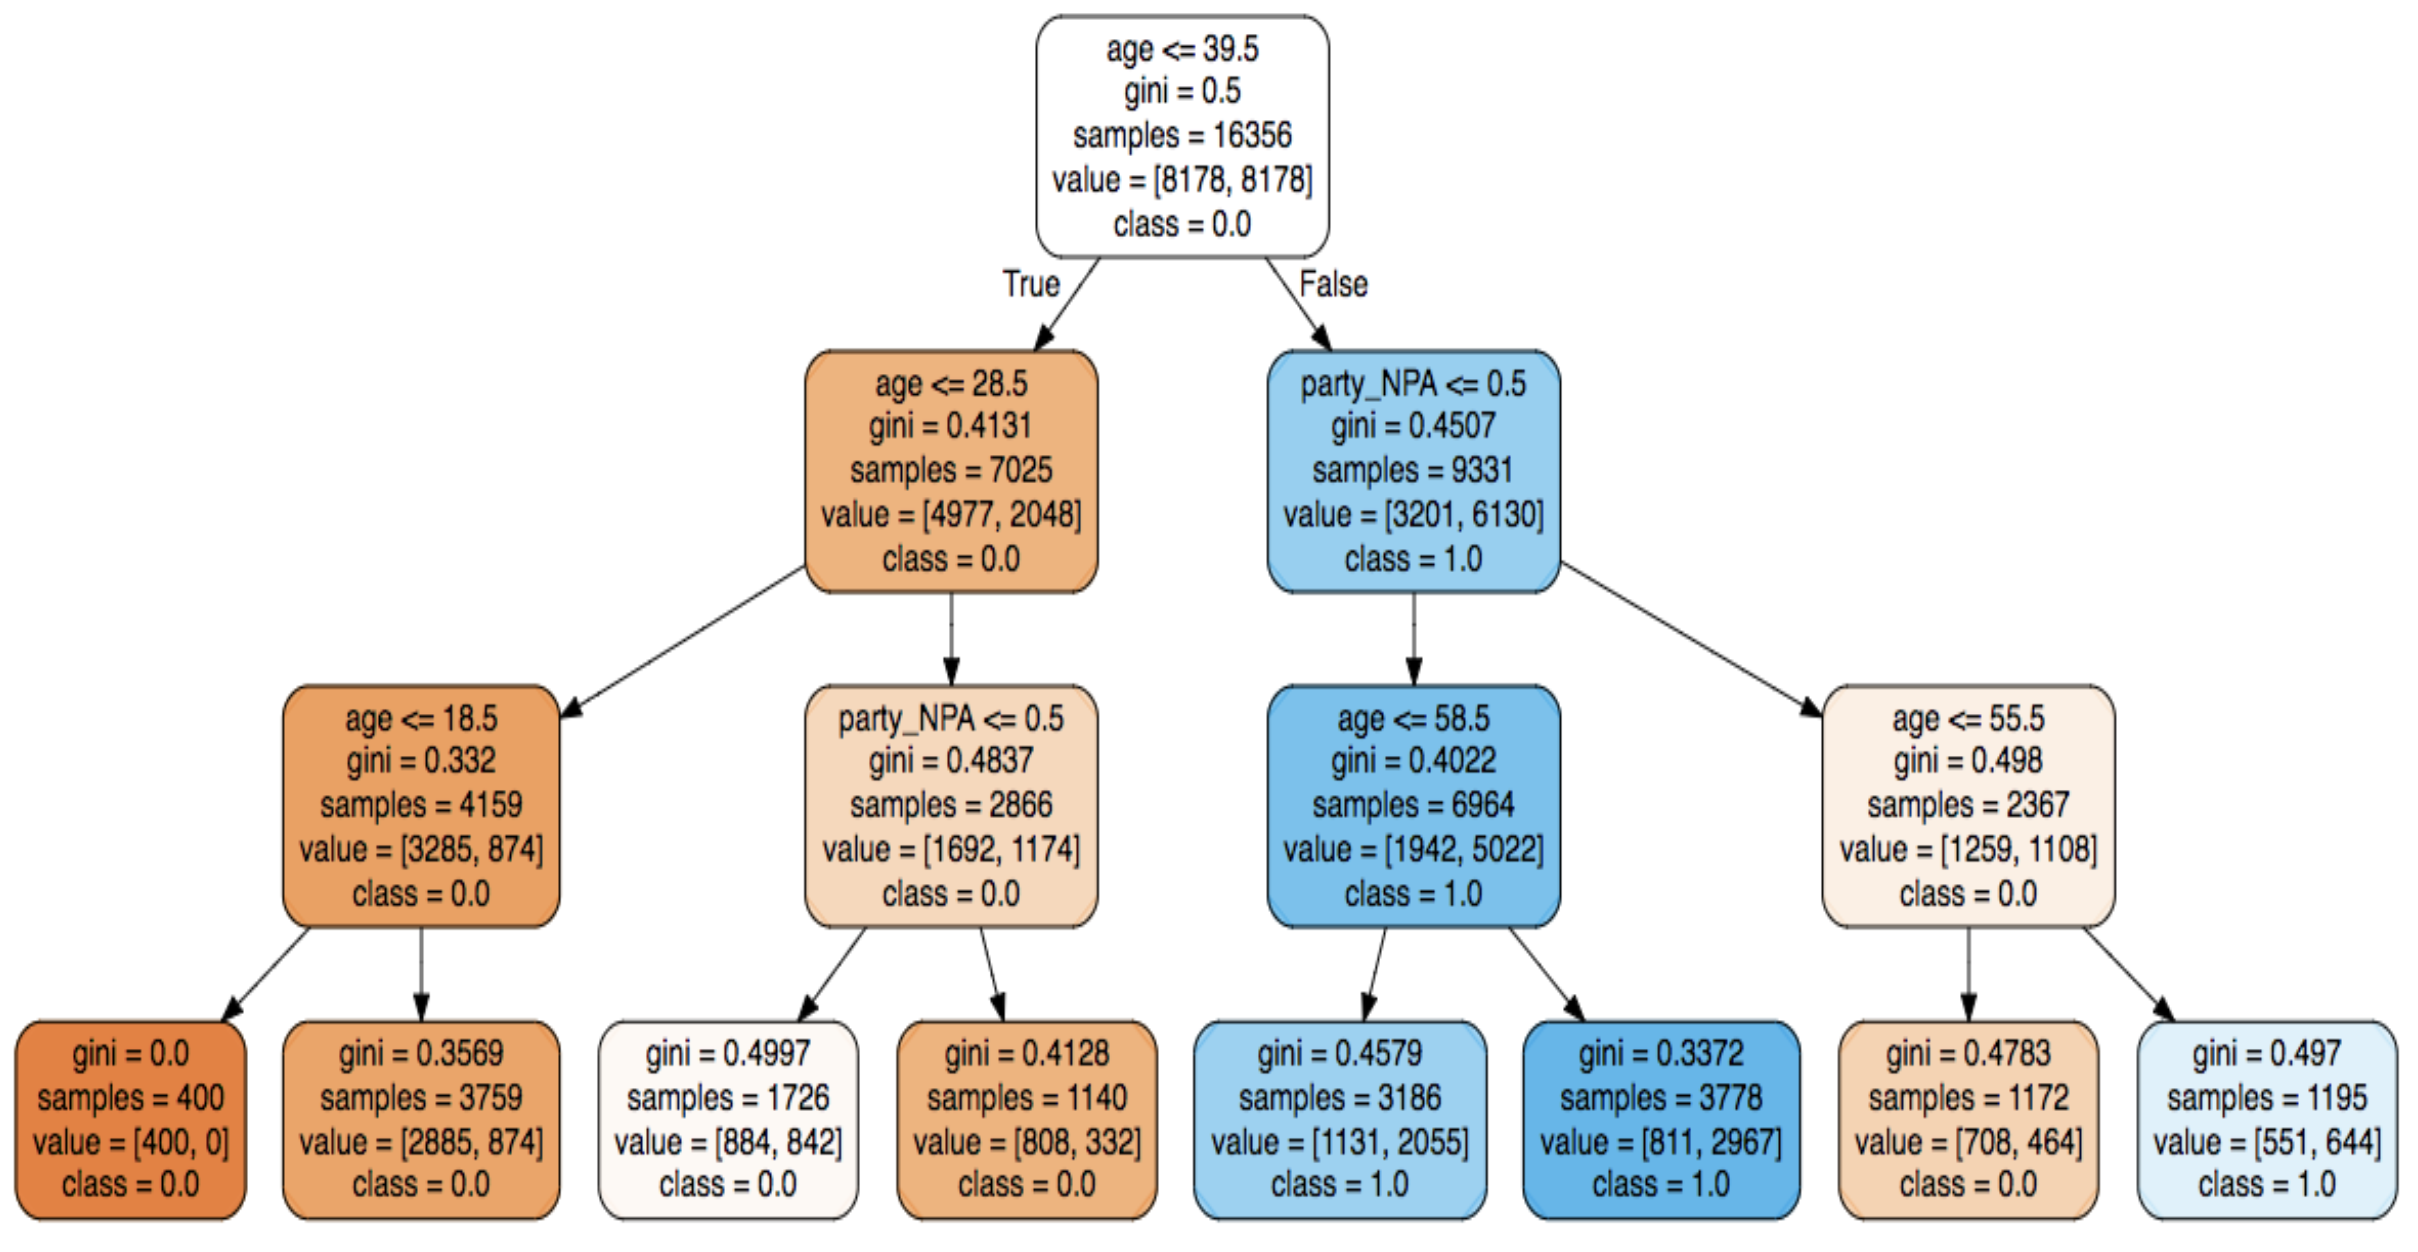 age <= 39.5
gini = 0.5
samples = 16356
value = [8178, 8178]
class = 0.0
True
False
age <= 28.5
gini = 0.4131
samples = 7025
value = [4977, 2048]
class = 0.0
party_NPA <= 0.5
gini = 0.4507
samples = 9331
value = [3201, 6130]
class = 1.0
age <= 18.5
gini = 0.332
samples = 4159
value = [3285, 874]
class = 0.0
party_NPA <= 0.5
gini = 0.4837
samples = 2866
value = [1692, 1174]
class = 0.0
age <= 58.5
gini = 0.4022
samples = 6964
value = [1942, 5022]
class = 1.0
age <= 55.5
gini = 0.498
samples = 2367
value = [1259, 1108]
class = 0.0
gini = 0.0
samples = 400
value = [400, 0]
class = 0.0
gini = 0.3569
samples = 3759
value = [2885, 874]
class = 0.0
gini = 0.4997
samples = 1726
value = [884, 842]
class = 0.0
gini = 0.4128
samples = 1140
value = [808, 332]
class = 0.0
gini = 0.4579
samples = 3186
value = [1131, 2055]
class = 1.0
gini = 0.3372
samples = 3778
value = [811, 2967]
class = 1.0
gini = 0.4783
samples = 1172
value = [708, 464]
class = 0.0
gini = 0.497
samples = 1195
value = [551, 644]
class = 1.0